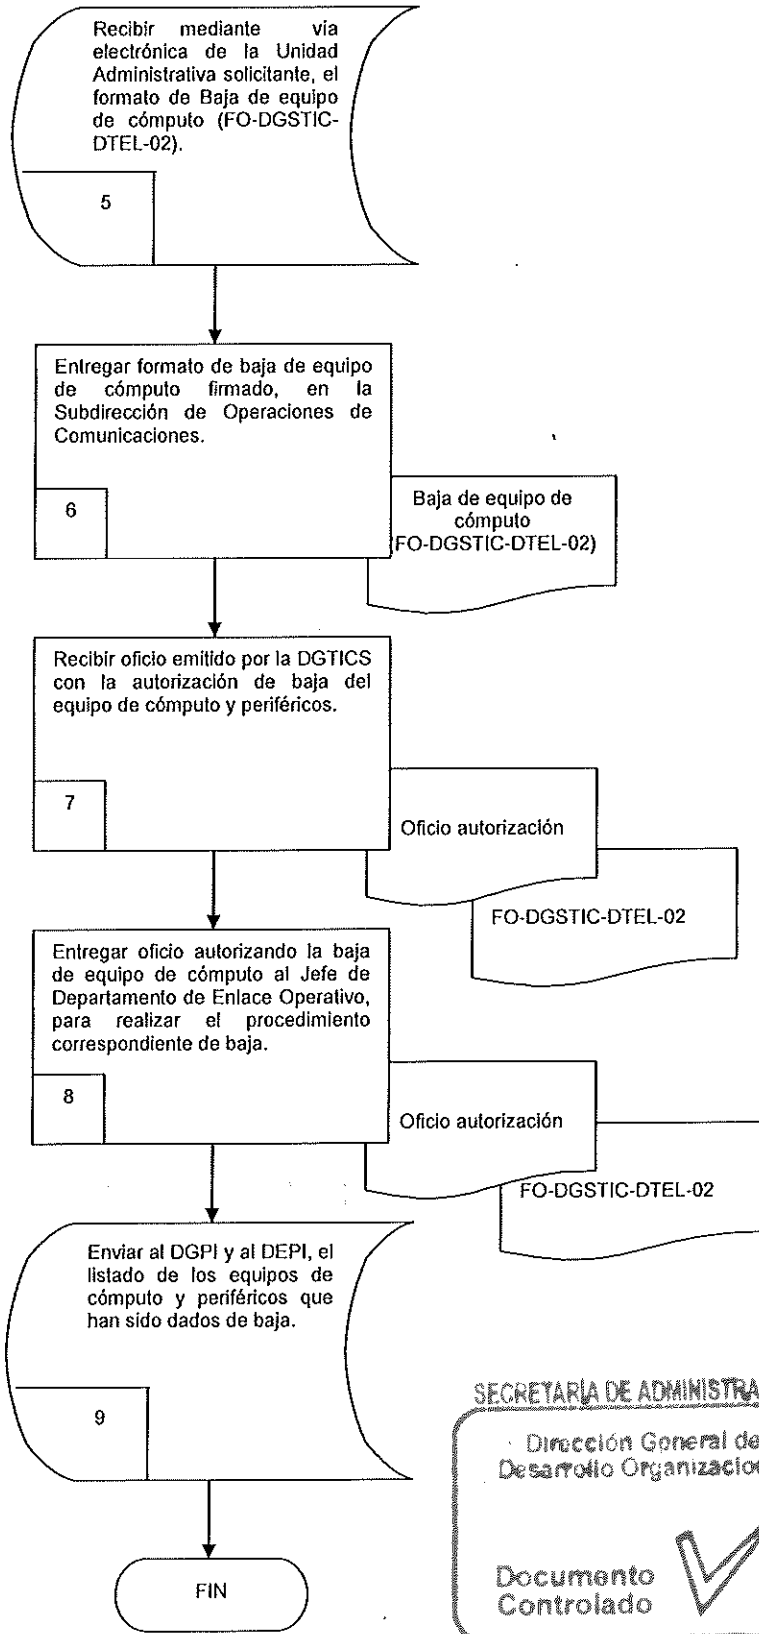 Recibir mediante vía
electrónica de la Unidad
Administrativa solicitante, el
formato de Baja de equipo
de cómputo (FO-DGSTIC-
DTEL-02).
5
Entregar formato de baja de equipo
de cómputo firmado, en la
Subdirección de Operaciones de
Comunicaciones.
6
Baja de equipo de
cómputo
(FO-DGSTIC-DTEL-02)
Recibir oficio emitido por la DGTICS
con la autorización de baja del
equipo de cómputo y periféricos.
7
Oficio autorización
FO-DGSTIC-DTEL-02
Entregar oficio autorizando la baja
de equipo de cómputo al Jefe de
Departamento de Enlace Operativo,
para realizar el procedimiento
correspondiente de baja.
8
Oficio autorización
FO-DGSTIC-DTEL-02
Enviar al DGPI y al DEPI, el
listado de los equipos de
cómputo y periféricos que
han sido dados de baja.
9
SECRETARÍA DE ADMINISTRA
Dirección General de
Desarrollo Organizacion
Documento
Controlado
FIN